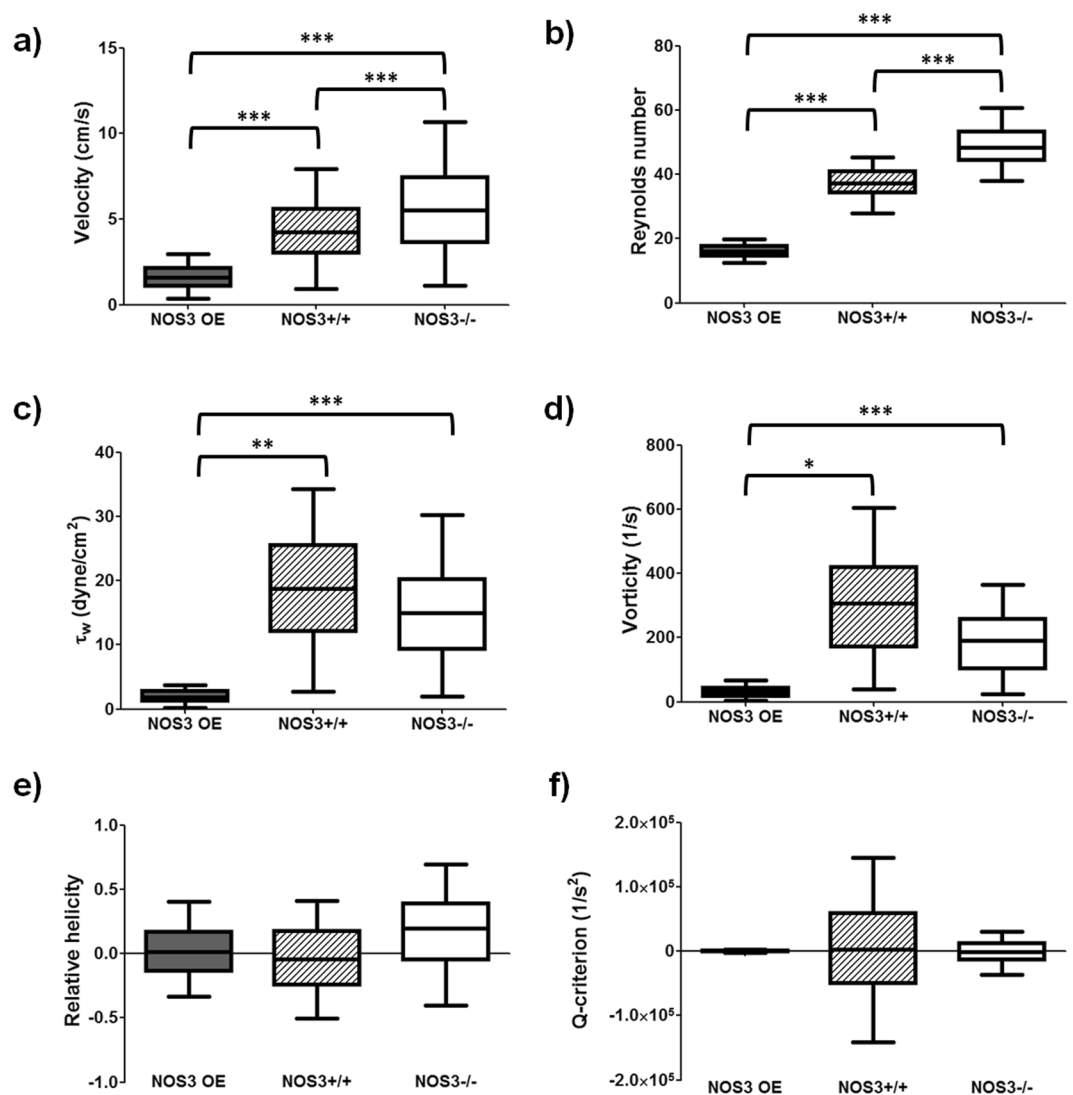 a)
***
***
***
Velocity (cm/s)
15
10
5
0
NOS3 OE NOS3+/+ NOS3-/-
b)
***
***
***
Reynolds number
80
60
40
20
0
NOS3 OE NOS3+/+ NOS3-/-
c)
***
**
τw (dyne/cm2)
40
30
20
10
0
NOS3 OE NOS3+/+ NOS3-/-
d)
***
*
Vorticity (1/s)
800
600
400
200
0
NOS3 OE NOS3+/+ NOS3-/-
e)
Relative helicity
1.0
0.5
0.0
-0.5
-1.0
NOS3 OE NOS3+/+ NOS3-/-
f)
Q-criterion (1/s2)
2.0×105
1.0×105
0
-1.0×105
-2.0×105
NOS3 OE NOS3+/+ NOS3-/-